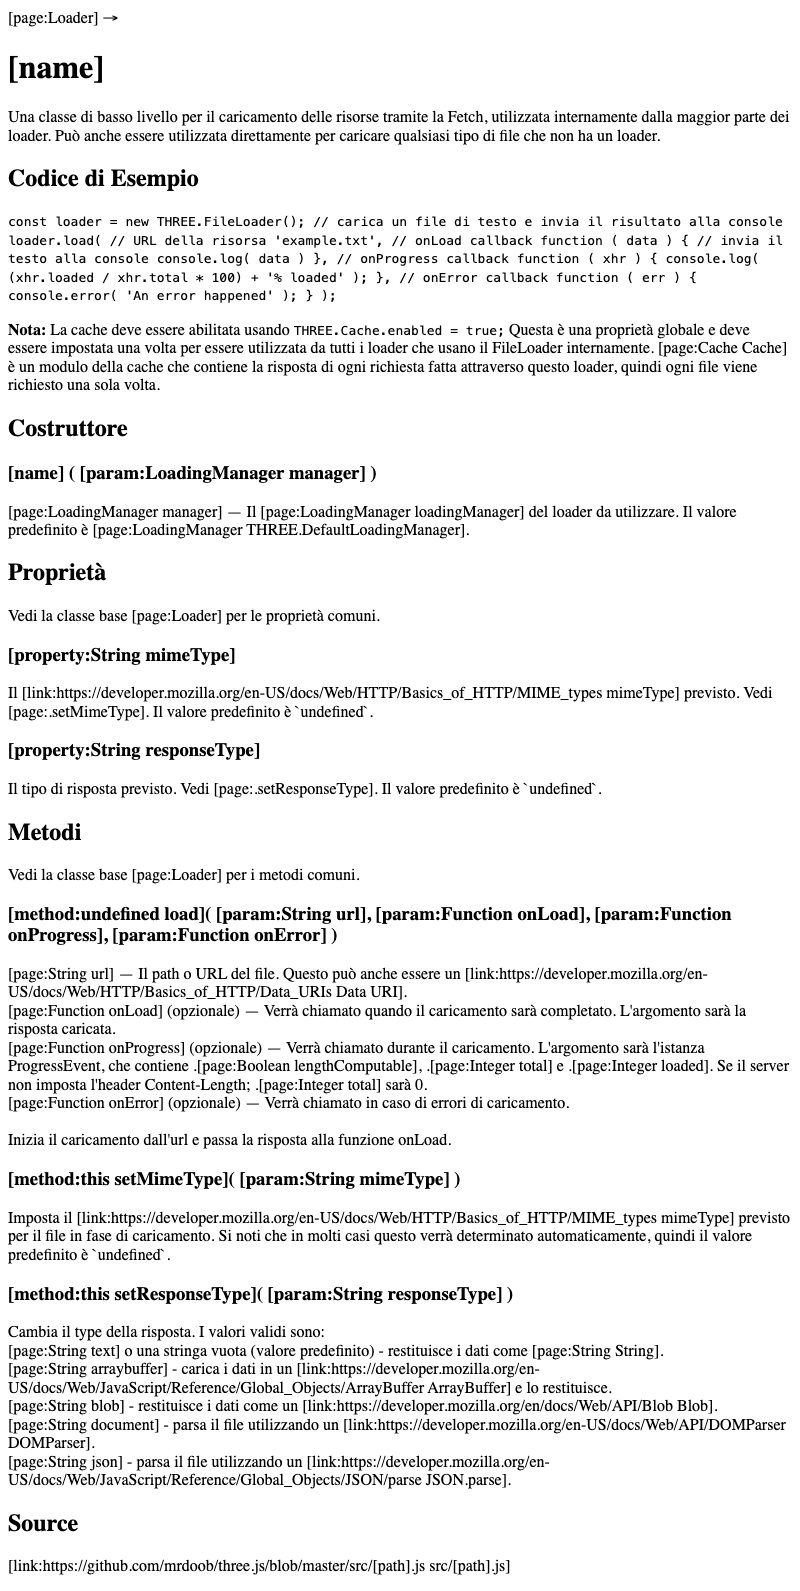 [page:Loader] →
[name]
Una classe di basso livello per il caricamento delle risorse tramite la Fetch, utilizzata internamente dalla maggior parte dei
loader. Può anche essere utilizzata direttamente per caricare qualsiasi tipo di file che non ha un loader.
Codice di Esempio
const loader = new THREE.FileLoader(); // carica un file di testo e invia il risultato alla console
loader.load( // URL della risorsa 'example.txt', // onLoad callback function ( data ) { // invia il
testo alla console console.log( data ) }, // onProgress callback function ( xhr ) { console.log(
(xhr.loaded / xhr.total * 100) + '% loaded' ); }, // onError callback function ( err ) {
console.error( 'An error happened' ); } );
Nota: La cache deve essere abilitata usando THREE.Cache.enabled = true; Questa è una proprietà globale e deve
essere impostata una volta per essere utilizzata da tutti i loader che usano il FileLoader internamente. [page:Cache Cache]
è un modulo della cache che contiene la risposta di ogni richiesta fatta attraverso questo loader, quindi ogni file viene
richiesto una sola volta.
Costruttore
[name] ( [param:LoadingManager manager] )
[page:LoadingManager manager] — Il [page:LoadingManager loadingManager] del loader da utilizzare. Il valore
predefinito è [page:LoadingManager THREE.DefaultLoadingManager].
Proprietà
Vedi la classe base [page:Loader] per le proprietà comuni.
[property:String mimeType]
Il [link:https://developer.mozilla.org/en-US/docs/Web/HTTP/Basics_of_HTTP/MIME_types mimeType] previsto. Vedi
[page:.setMimeType]. Il valore predefinito è `undefined`.
[property:String responseType]
Il tipo di risposta previsto. Vedi [page:.setResponseType]. Il valore predefinito è `undefined`.
Metodi
Vedi la classe base [page:Loader] per i metodi comuni.
[method:undefined load]( [param:String url], [param:Function onLoad], [param:Function
onProgress], [param:Function onError] )
[page:String url] — Il path o URL del file. Questo può anche essere un [link:https://developer.mozilla.org/en-
US/docs/Web/HTTP/Basics_of_HTTP/Data_URIs Data URI].
[page:Function onLoad] (opzionale) — Verrà chiamato quando il caricamento sarà completato. L'argomento sarà la
risposta caricata.
[page:Function onProgress] (opzionale) — Verrà chiamato durante il caricamento. L'argomento sarà l'istanza
ProgressEvent, che contiene .[page:Boolean lengthComputable], .[page:Integer total] e .[page:Integer loaded]. Se il server
non imposta l'header Content-Length; .[page:Integer total] sarà 0.
[page:Function onError] (opzionale) — Verrà chiamato in caso di errori di caricamento.
Inizia il caricamento dall'url e passa la risposta alla funzione onLoad.
[method:this setMimeType]( [param:String mimeType] )
Imposta il [link:https://developer.mozilla.org/en-US/docs/Web/HTTP/Basics_of_HTTP/MIME_types mimeType] previsto
per il file in fase di caricamento. Si noti che in molti casi questo verrà determinato automaticamente, quindi il valore
predefinito è `undefined`.
[method:this setResponseType]( [param:String responseType] )
Cambia il type della risposta. I valori validi sono:
[page:String text] o una stringa vuota (valore predefinito) - restituisce i dati come [page:String String].
[page:String arraybuffer] - carica i dati in un [link:https://developer.mozilla.org/en-
US/docs/Web/JavaScript/Reference/Global_Objects/ArrayBuffer ArrayBuffer] e lo restituisce.
[page:String blob] - restituisce i dati come un [link:https://developer.mozilla.org/en/docs/Web/API/Blob Blob].
[page:String document] - parsa il file utilizzando un [link:https://developer.mozilla.org/en-US/docs/Web/API/DOMParser
DOMParser].
[page:String json] - parsa il file utilizzando un [link:https://developer.mozilla.org/en-
US/docs/Web/JavaScript/Reference/Global_Objects/JSON/parse JSON.parse].
Source
[link:https://github.com/mrdoob/three.js/blob/master/src/[path].js src/[path].js]